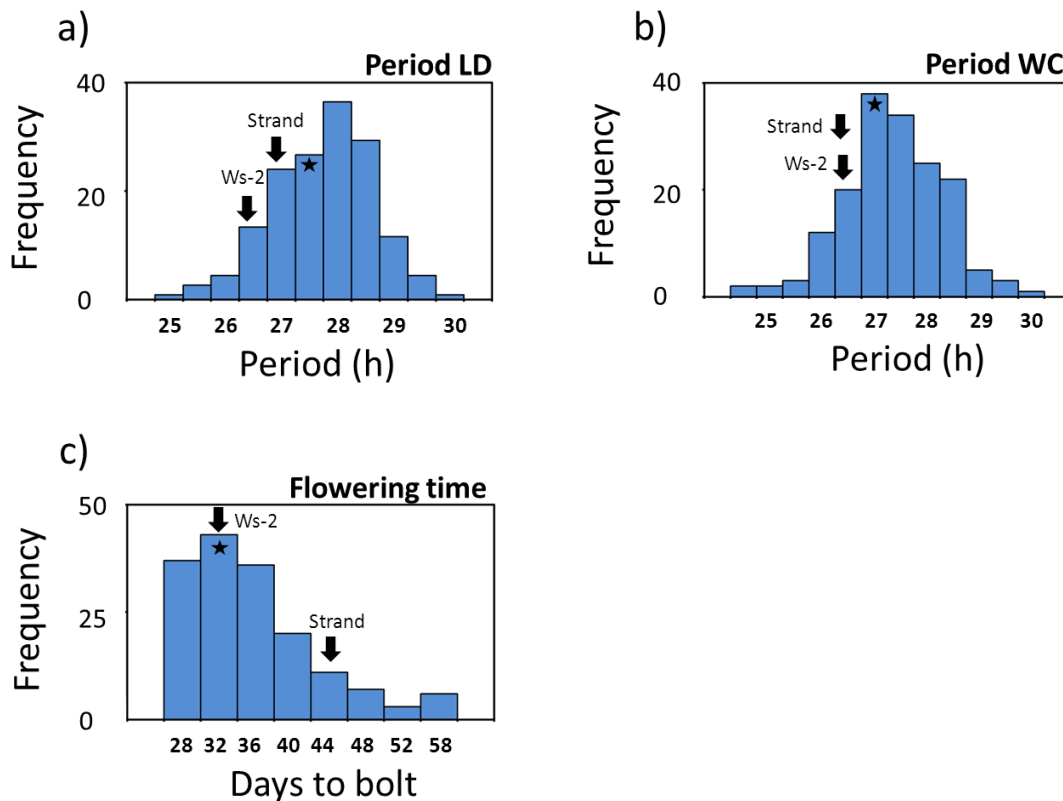 a)
Period LD
Frequency
40
20
0
Strand
Ws-2
25 26 27 28 29 30
Period (h)
b)
Period WC
Frequency
40
20
0
Strand
Ws-2
25 26 27 28 29 30
Period (h)
c)
Flowering time
Frequency
50
25
0
Ws-2
Strand
28 32 36 40 44 48 52 58
Days to bolt